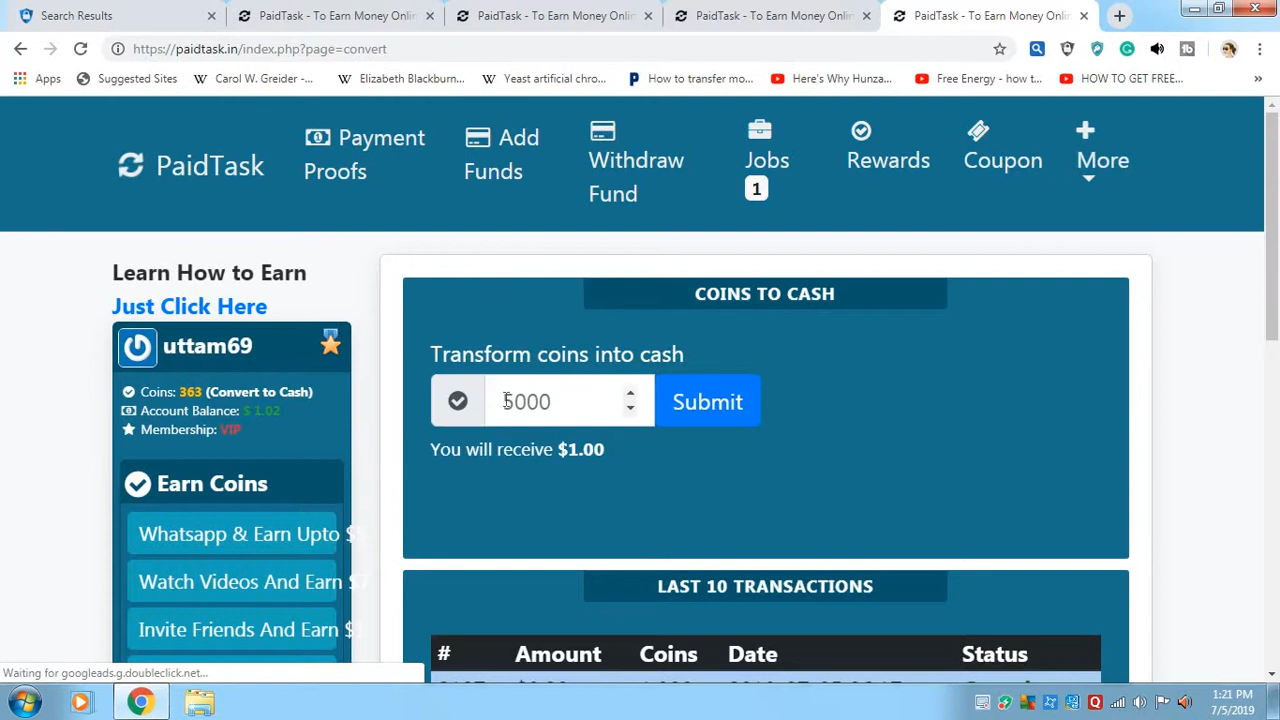 Search Results
PaidTask - To Earn Money Onlin
PaidTask - To Earn Money Onlin
PaidTask - To Earn Money Onlin
PaidTask - To Earn Money Onlin
https://paidtask.in/index.php?page=convert
Apps
Suggested Sites
Carol W. Greider -...
Elizabeth Blackburn...
Yeast artificial chro...
How to transfer mo...
Here's Why Hunza...
Free Energy - how t...
HOW TO GET FREE...
PaidTask
Payment
Proofs
Add
Funds
Withdraw
Fund
Jobs
1
Rewards
Coupon
More
Learn How to Earn
Just Click Here
uttam69
Coins: 363 (Convert to Cash)
Account Balance: $ 1.02
Membership: VIP
Earn Coins
Whatsapp & Earn Upto $
Watch Videos And Earn $
Invite Friends And Earn $
COINS TO CASH
Transform coins into cash
5000
Submit
You will receive $1.00
LAST 10 TRANSACTIONS
# Amount Coins Date Status
Waiting for googleads.g.doubleclick.net...
1:21 PM
7/5/2019